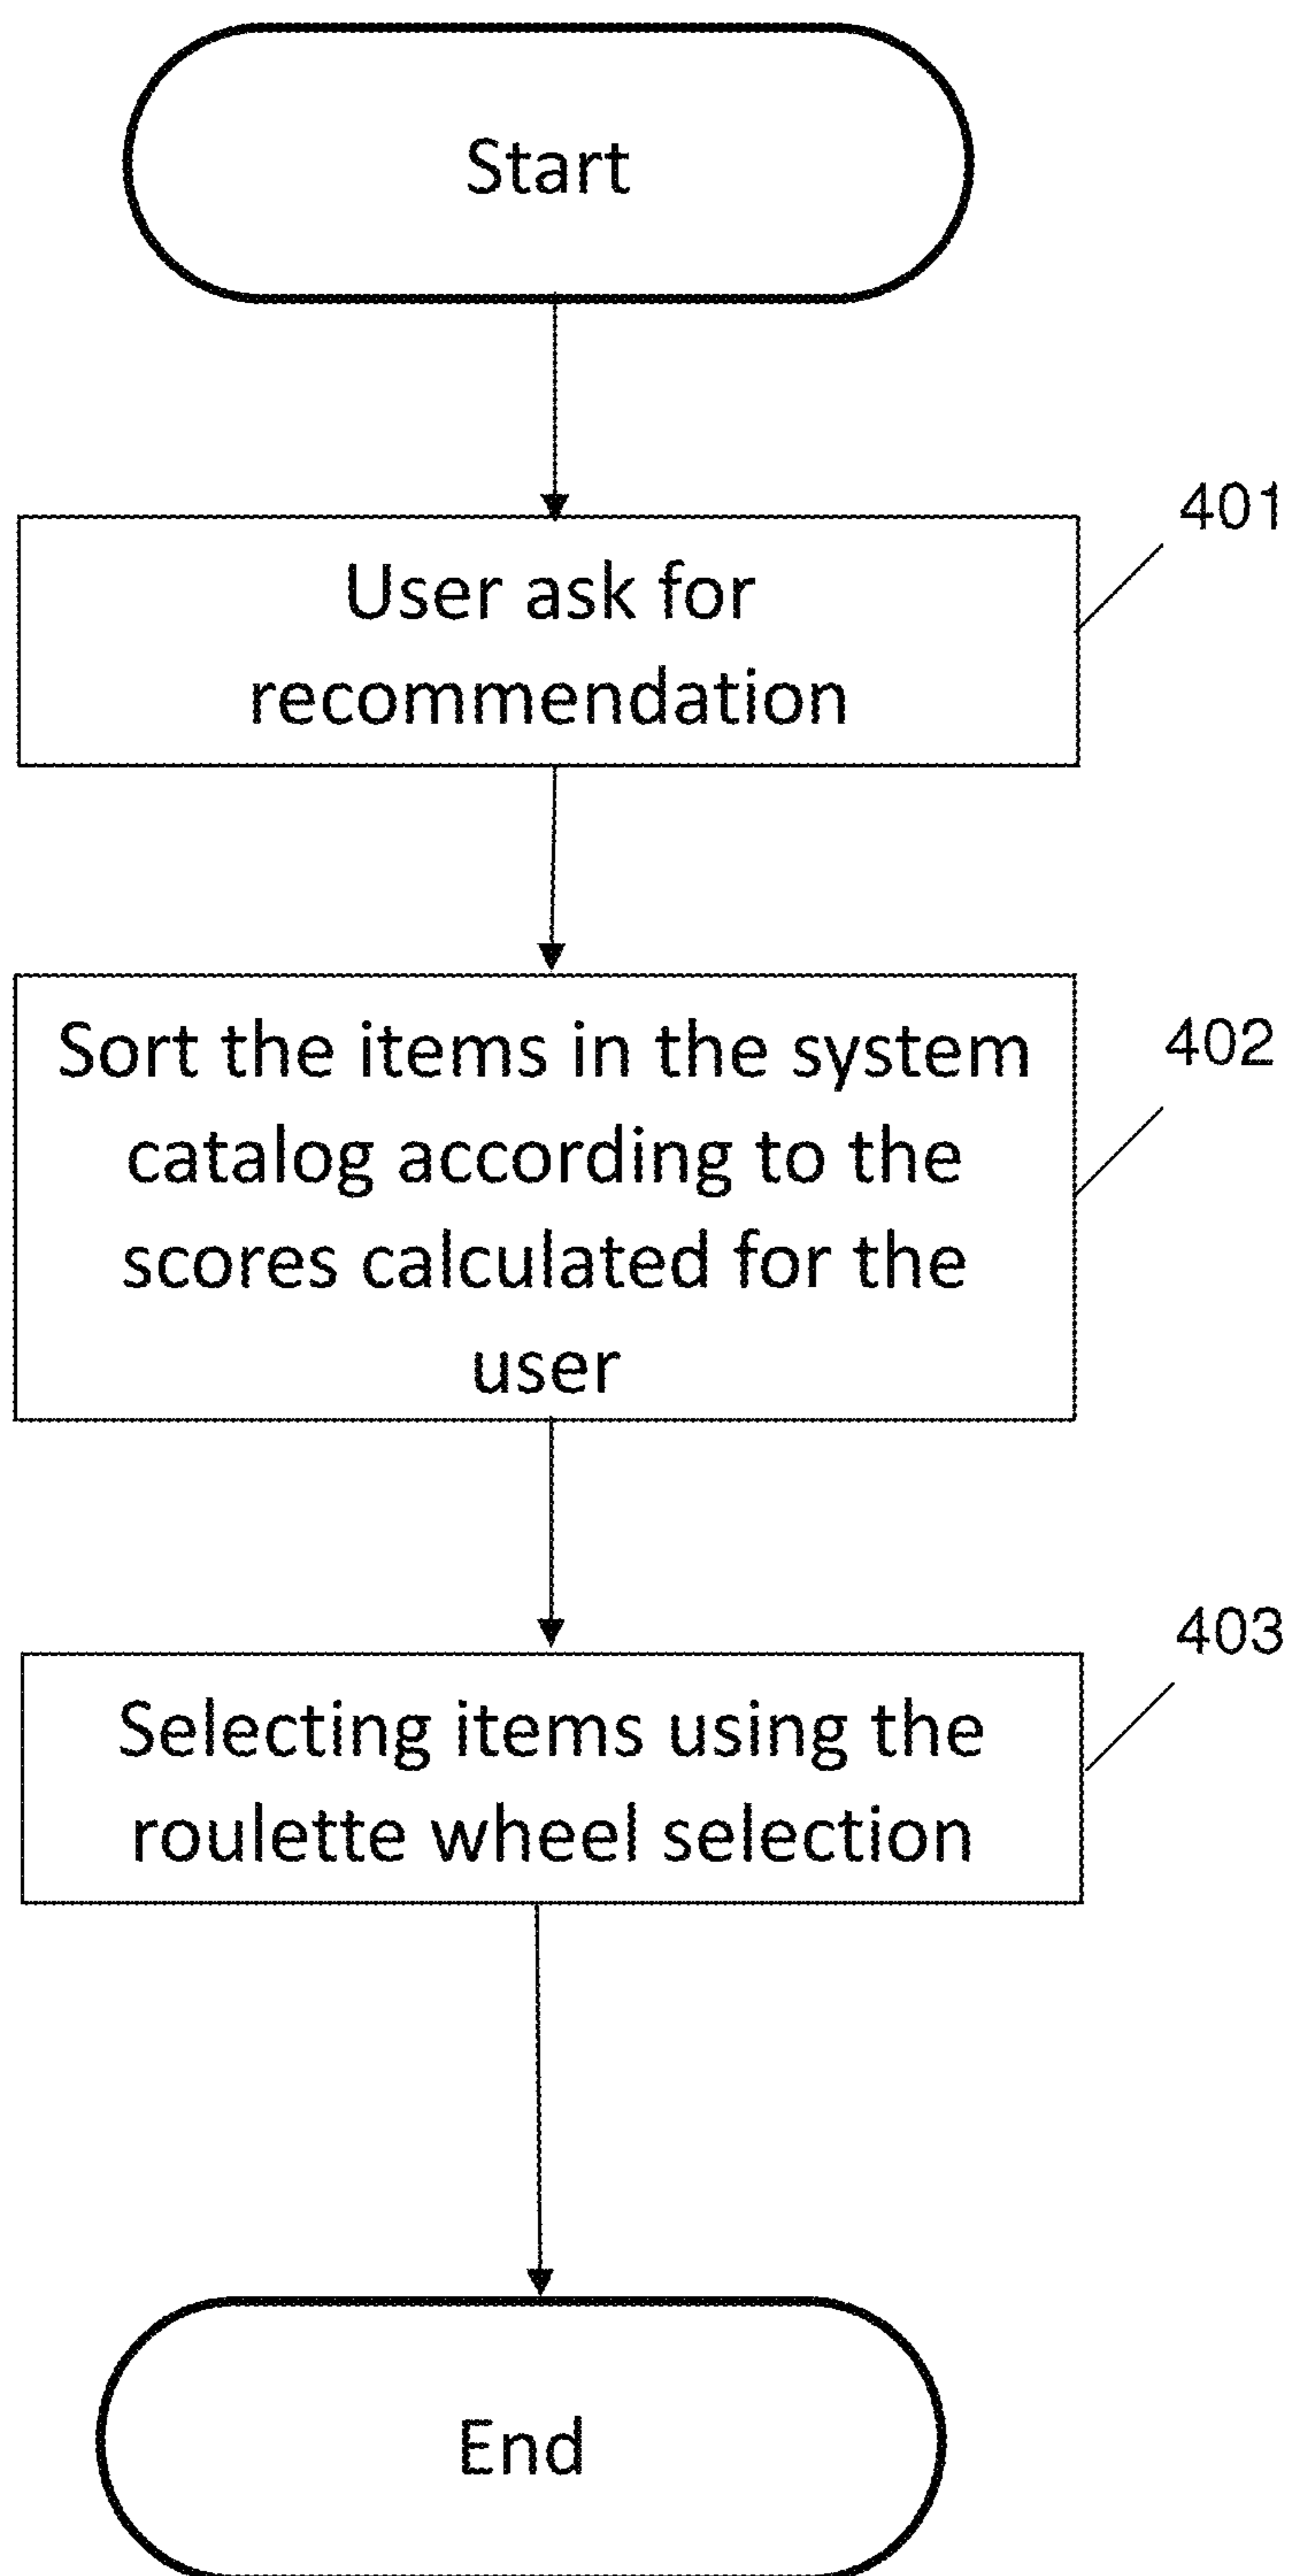 Start
401
User ask for
recommendation
402
Sort the items in the system
catalog according to the
scores calculated for the
user
403
Selecting items using the
roulette wheel selection
End